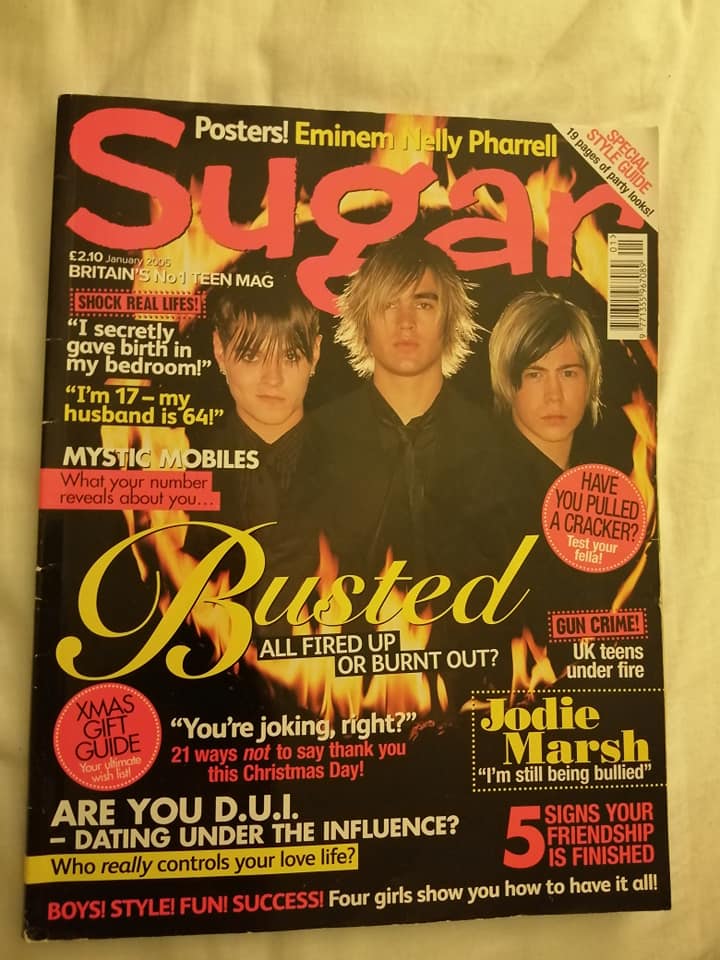 Posters! Eminem Nelly Pharrell
SPECIAL
STYLE GUIDE
19 pages of party looks!
Sugar
£2.10 January 2005
BRITAIN'S No1 TEEN MAG
01>
9 771355 967089
SHOCK REAL LIFES!
“I secretly
gave birth in
my bedroom!”
“I'm 17 – my
husband is 64!”
MYSTIC MOBILES
What your number
reveals about you...
HAVE
YOU PULLED
A CRACKER?
Test your
fella!
Busted
ALL FIRED UP
OR BURNT OUT?
GUN CRIME!
UK teens
under fire
XMAS
GIFT
GUIDE
Your ultimate
wish list!
“You're joking, right?”
21 ways not to say thank you
this Christmas Day!
Jodie
Marsh
“I'm still being bullied”
ARE YOU D.U.I.
– DATING UNDER THE INFLUENCE?
Who really controls your love life?
5 SIGNS YOUR
FRIENDSHIP
IS FINISHED
BOYS! STYLE! FUN! SUCCESS! Four girls show you how to have it all!